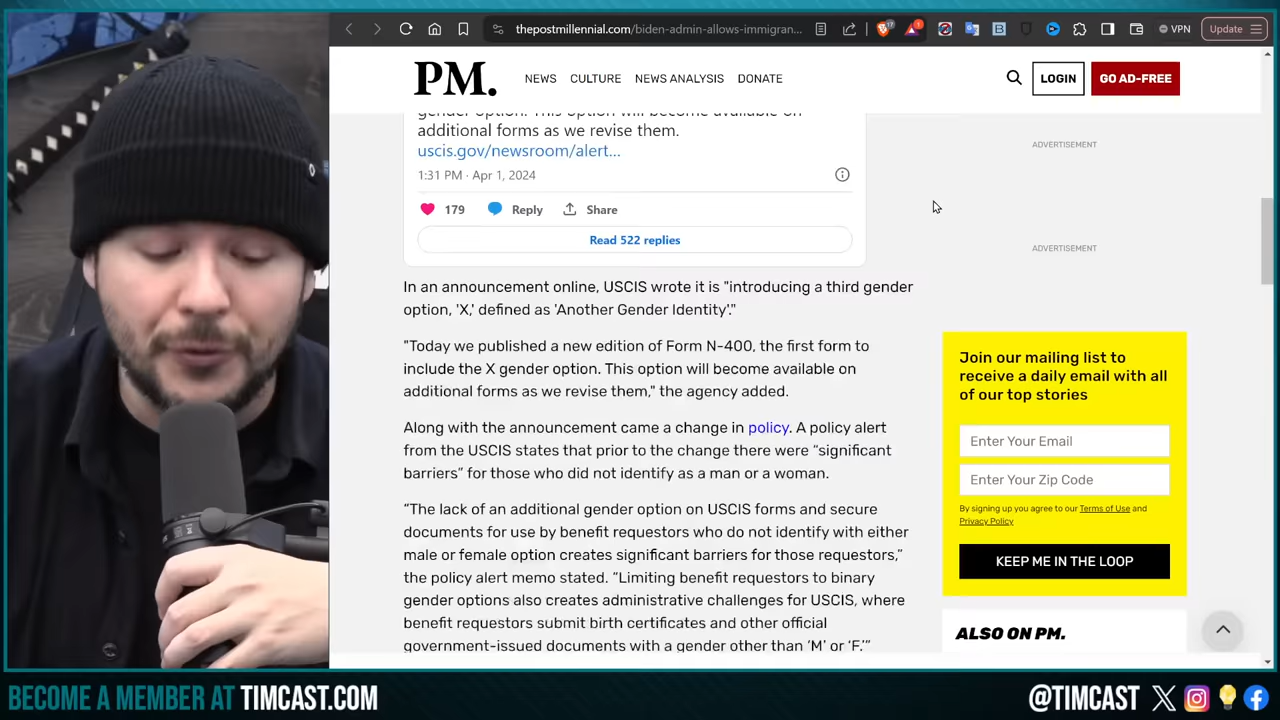 thepostmillennial.com/biden-admin-allows-immigran...
VPN
Update
PM.
NEWS
CULTURE
NEWS ANALYSIS
DONATE
LOGIN
GO AD-FREE
gender option. This option will become available on
additional forms as we revise them.
uscis.gov/newsroom/alert...
1:31 PM · Apr 1, 2024
179
Reply
Share
Read 522 replies
In an announcement online, USCIS wrote it is "introducing a third gender
option, 'X,' defined as 'Another Gender Identity'."
"Today we published a new edition of Form N-400, the first form to
include the X gender option. This option will become available on
additional forms as we revise them," the agency added.
Along with the announcement came a change in policy. A policy alert
from the USCIS states that prior to the change there were “significant
barriers” for those who did not identify as a man or a woman.
“The lack of an additional gender option on USCIS forms and secure
documents for use by benefit requestors who do not identify with either
male or female option creates significant barriers for those requestors,”
the policy alert memo stated. “Limiting benefit requestors to binary
gender options also creates administrative challenges for USCIS, where
benefit requestors submit birth certificates and other official
government-issued documents with a gender other than ‘M’ or ‘F.’”
ADVERTISEMENT
ADVERTISEMENT
Join our mailing list to
receive a daily email with all
of our top stories
Enter Your Email
Enter Your Zip Code
By signing up you agree to our Terms of Use and
Privacy Policy
KEEP ME IN THE LOOP
ALSO ON PM.
BECOME A MEMBER AT TIMCAST.COM
@TIMCAST